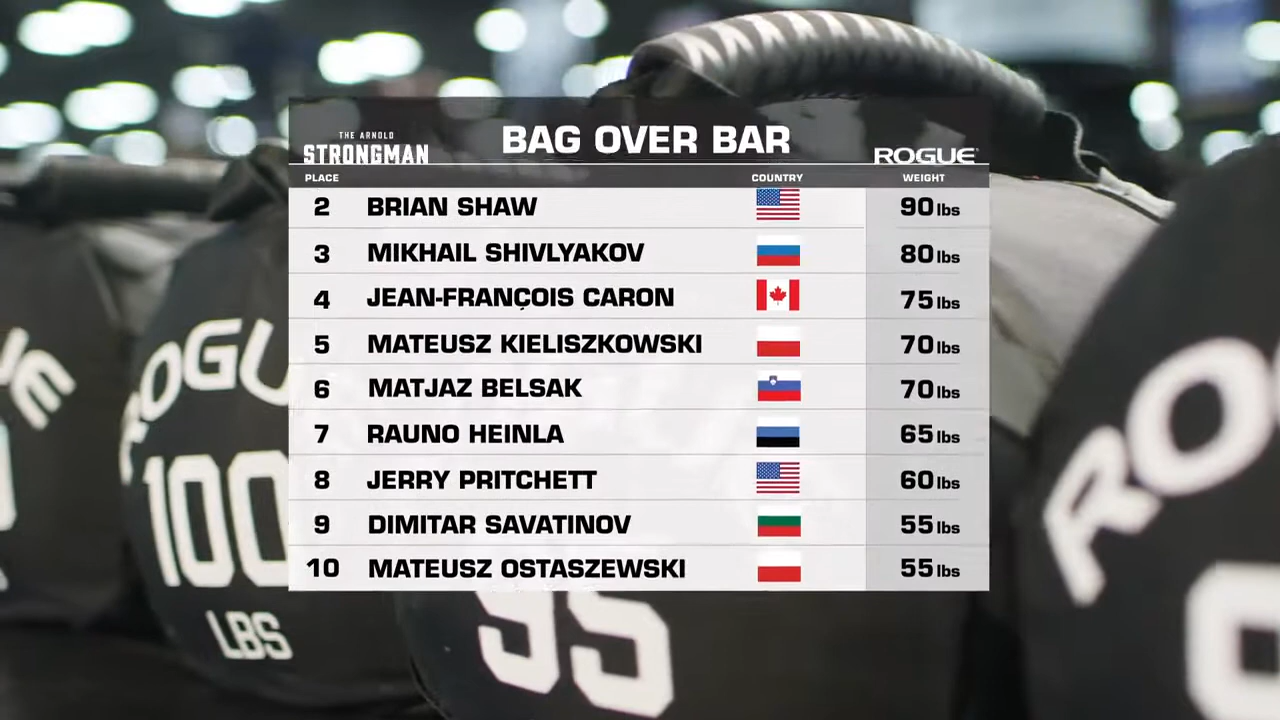 THE ARNOLD
STRONGMAN
BAG OVER BAR
ROGUE
PLACE COUNTRY WEIGHT
2 BRIAN SHAW 90 lbs
3 MIKHAIL SHIVLYAKOV 80 lbs
4 JEAN-FRANÇOIS CARON 75 lbs
5 MATEUSZ KIELISZKOWSKI 70 lbs
6 MATJAZ BELSAK 70 lbs
7 RAUNO HEINLA 65 lbs
8 JERRY PRITCHETT 60 lbs
9 DIMITAR SAVATINOV 55 lbs
10 MATEUSZ OSTASZEWSKI 55 lbs
100
LBS
95